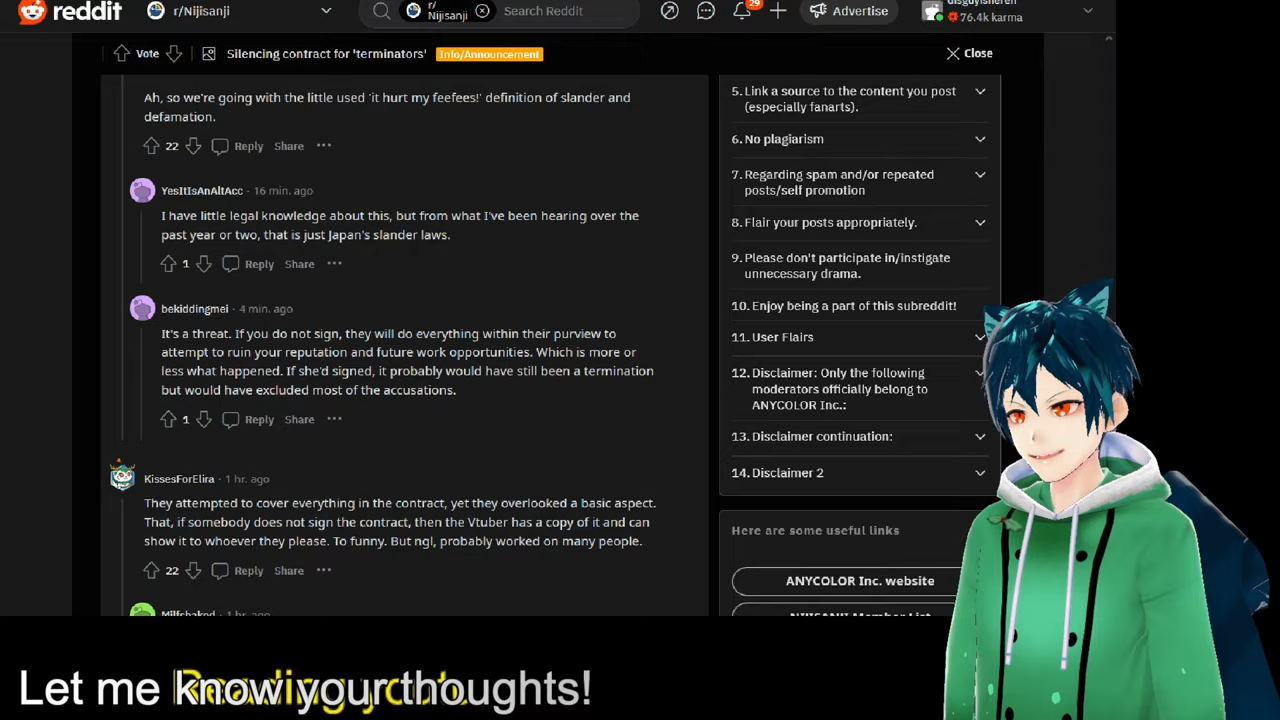 reddit
r/Nijisanji
r/
Nijisanji
Search Reddit
29
Advertise
disguyisheren
76.4k karma
Vote
Silencing contract for 'terminators'
Info/Announcement
Close
Ah, so we're going with the little used 'it hurt my feefees!' definition of slander and
defamation.
22 Reply Share
YesItIsAnAltAcc · 16 min. ago
I have little legal knowledge about this, but from what I've been hearing over the
past year or two, that is just Japan's slander laws.
1 Reply Share
bekiddingmei · 4 min. ago
It's a threat. If you do not sign, they will do everything within their purview to
attempt to ruin your reputation and future work opportunities. Which is more or
less what happened. If she'd signed, it probably would have still been a termination
but would have excluded most of the accusations.
1 Reply Share
KissesForElira · 1 hr. ago
They attempted to cover everything in the contract, yet they overlooked a basic aspect.
That, if somebody does not sign the contract, then the Vtuber has a copy of it and can
show it to whoever they please. To funny. But ngl, probably worked on many people.
22 Reply Share
Milfshaked · 1 hr. ago
5. Link a source to the content you post
(especially fanarts).
6. No plagiarism
7. Regarding spam and/or repeated
posts/self promotion
8. Flair your posts appropriately.
9. Please don't participate in/instigate
unnecessary drama.
10. Enjoy being a part of this subreddit!
11. User Flairs
12. Disclaimer: Only the following
moderators officially belong to
ANYCOLOR Inc.:
13. Disclaimer continuation:
14. Disclaimer 2
Here are some useful links
ANYCOLOR Inc. website
NIJISANJI Member List
Let me know your thoughts!